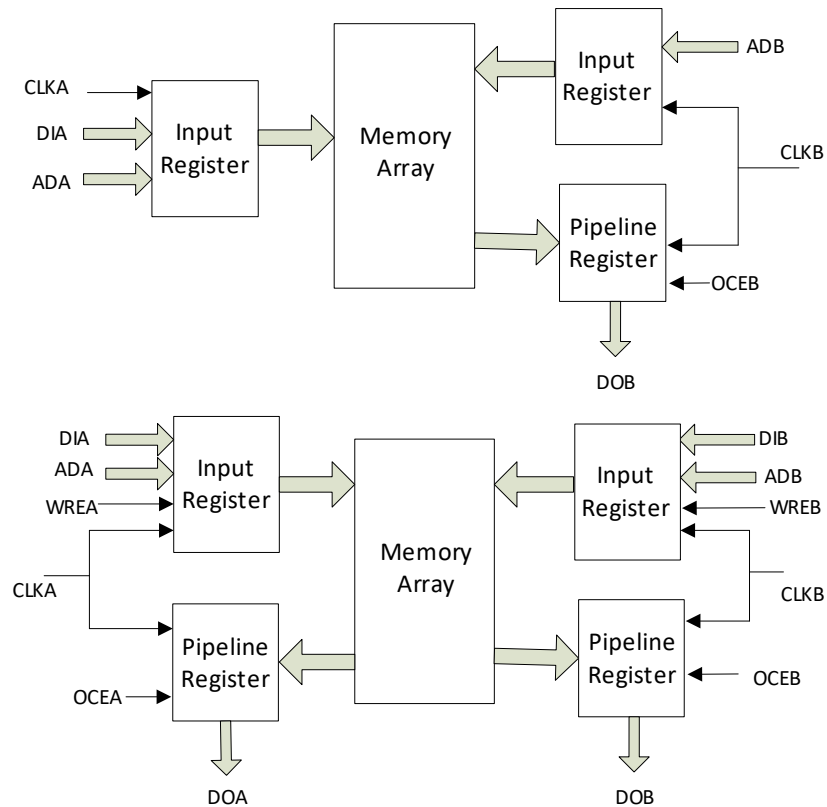 CLKA
DIA
ADA
Input
Register
Memory
Array
Input
Register
ADB
CLKB
Pipeline
Register
OCEB
DOB
DIA
ADA
WREA
CLKA
Input
Register
Memory
Array
Input
Register
DIB
ADB
WREB
CLKB
Pipeline
Register
OCEA
DOA
Pipeline
Register
OCEB
DOB